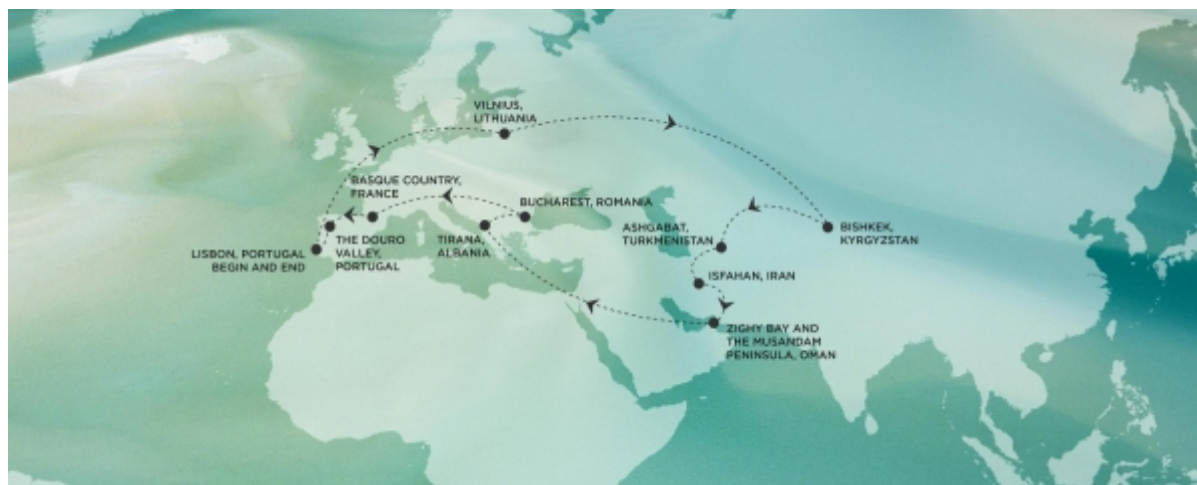 VILNIUS,
LITHUANIA
BASQUE COUNTRY,
FRANCE
BUCHAREST, ROMANIA
LISBON, PORTUGAL
BEGIN AND END
THE DOURO
VALLEY,
PORTUGAL
TIRANA,
ALBANIA
ASHGABAT,
TURKMENISTAN
BISHKEK,
KYRGYZSTAN
ISFAHAN, IRAN
ZIGHY BAY AND
THE MUSANDAM
PENINSULA, OMAN